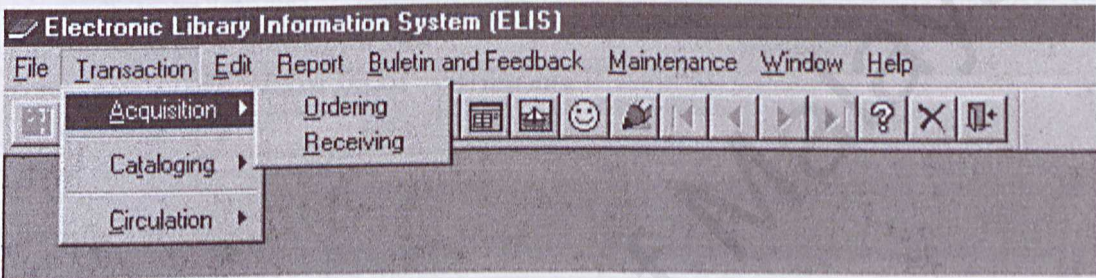 Electronic Library Information System (ELIS)
File Transaction Edit Report Buletin and Feedback Maintenance Window Help
Acquisition
Ordering
Receiving
Cataloging
Circulation